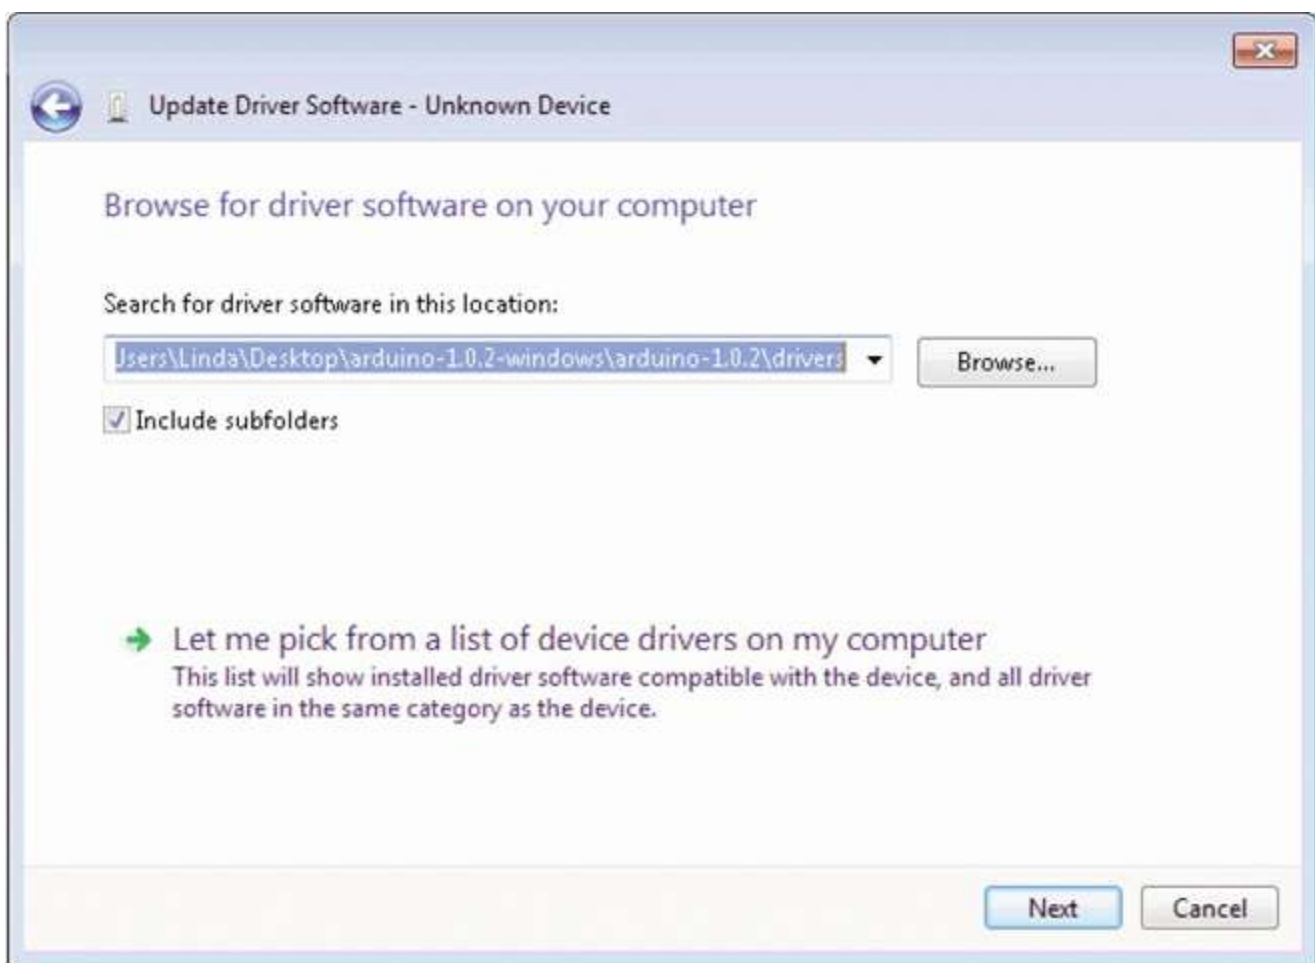 Update Driver Software - Unknown Device
Browse for driver software on your computer
Search for driver software in this location:
Users\Linda\Desktop\arduino-1.0.2-windows\arduino-1.0.2\drivers
Browse...
Include subfolders
Let me pick from a list of device drivers on my computer
This list will show installed driver software compatible with the device, and all driver
software in the same category as the device.
Next
Cancel